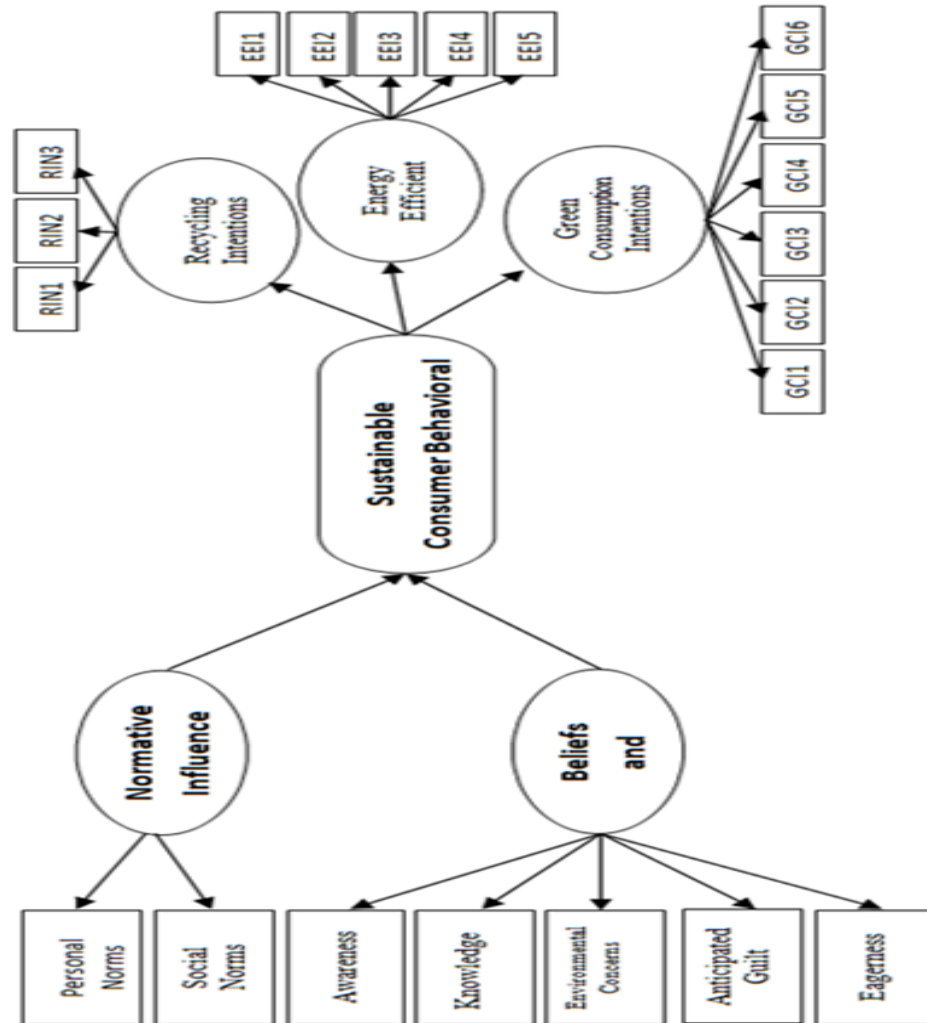 Personal
Norms
Social
Norms
Awareness
Knowledge
Environmental
Concerns
Anticipated
Guilt
Eagerness
Normative
Influence
Beliefs
and
Sustainable
Consumer Behavioral
Recycling
Intentions
Energy
Efficient
Green
Consumption
Intentions
RIN1
RIN2
RIN3
EEI1
EEI2
EEI3
EEI4
EEI5
GCI1
GCI2
GCI3
GCI4
GCI5
GCI6